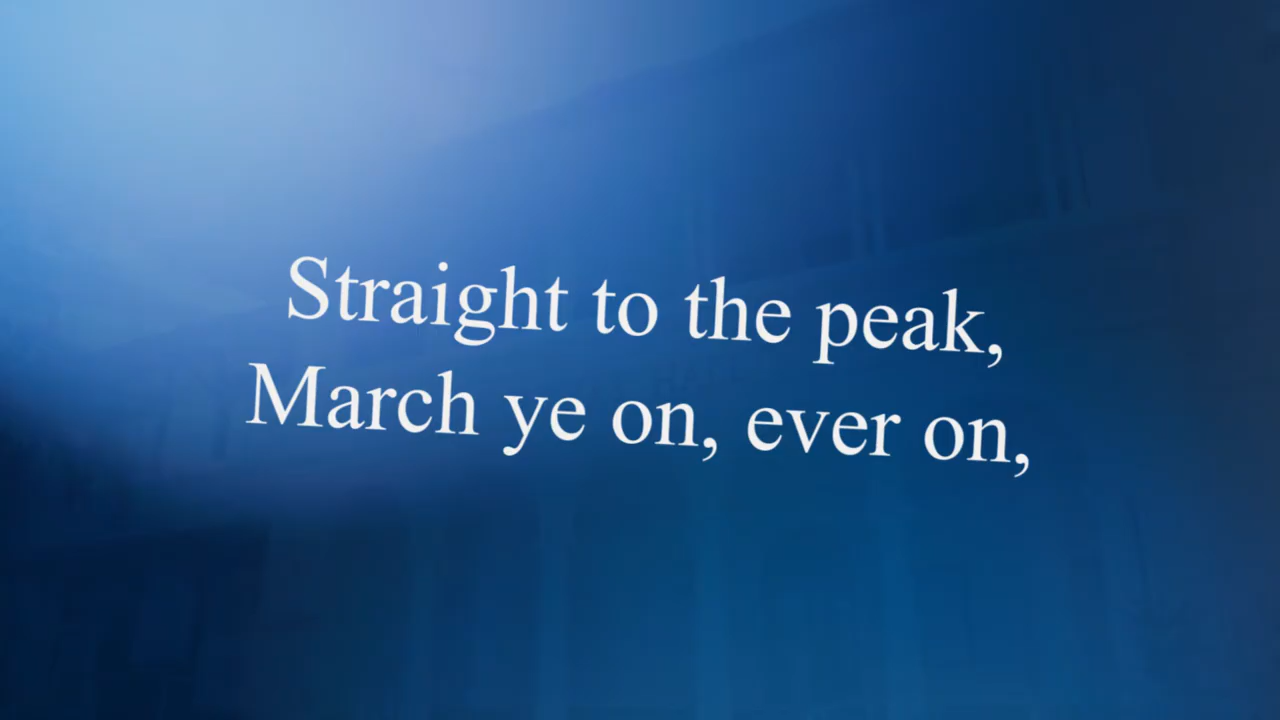 Straight to the peak,
March ye on, ever on,